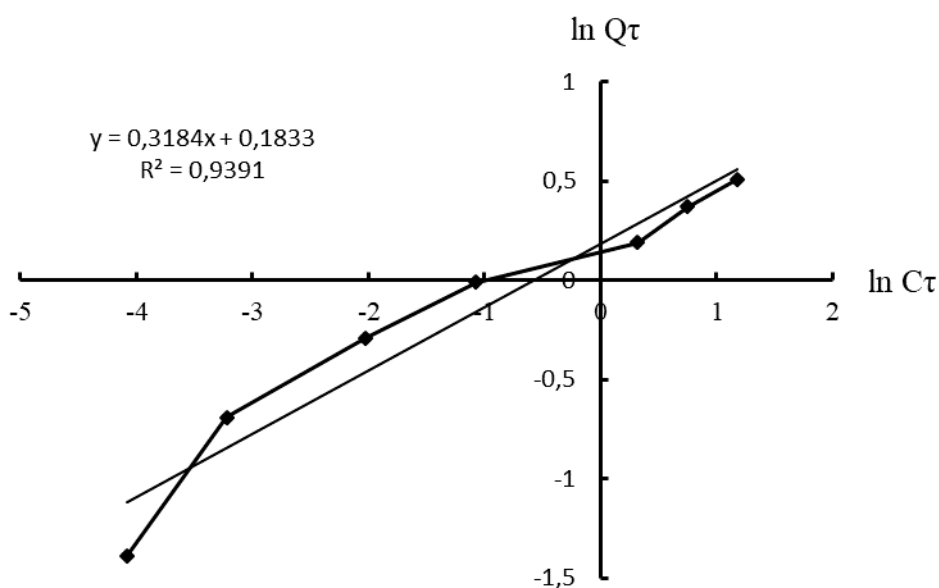 ln Qτ
1
y = 0,3184x + 0,1833
R² = 0,9391
0,5
0
ln Cτ
-5 -4 -3 -2 -1 0 1 2
-0,5
-1
-1,5